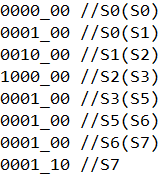 0000_00 //S0(S0)
0001_00 //S0(S1)
0010_00 //S1(S2)
1000_00 //S2(S3)
0001_00 //S3(S5)
0001_00 //S5(S6)
0001_00 //S6(S7)
0001_10 //S7